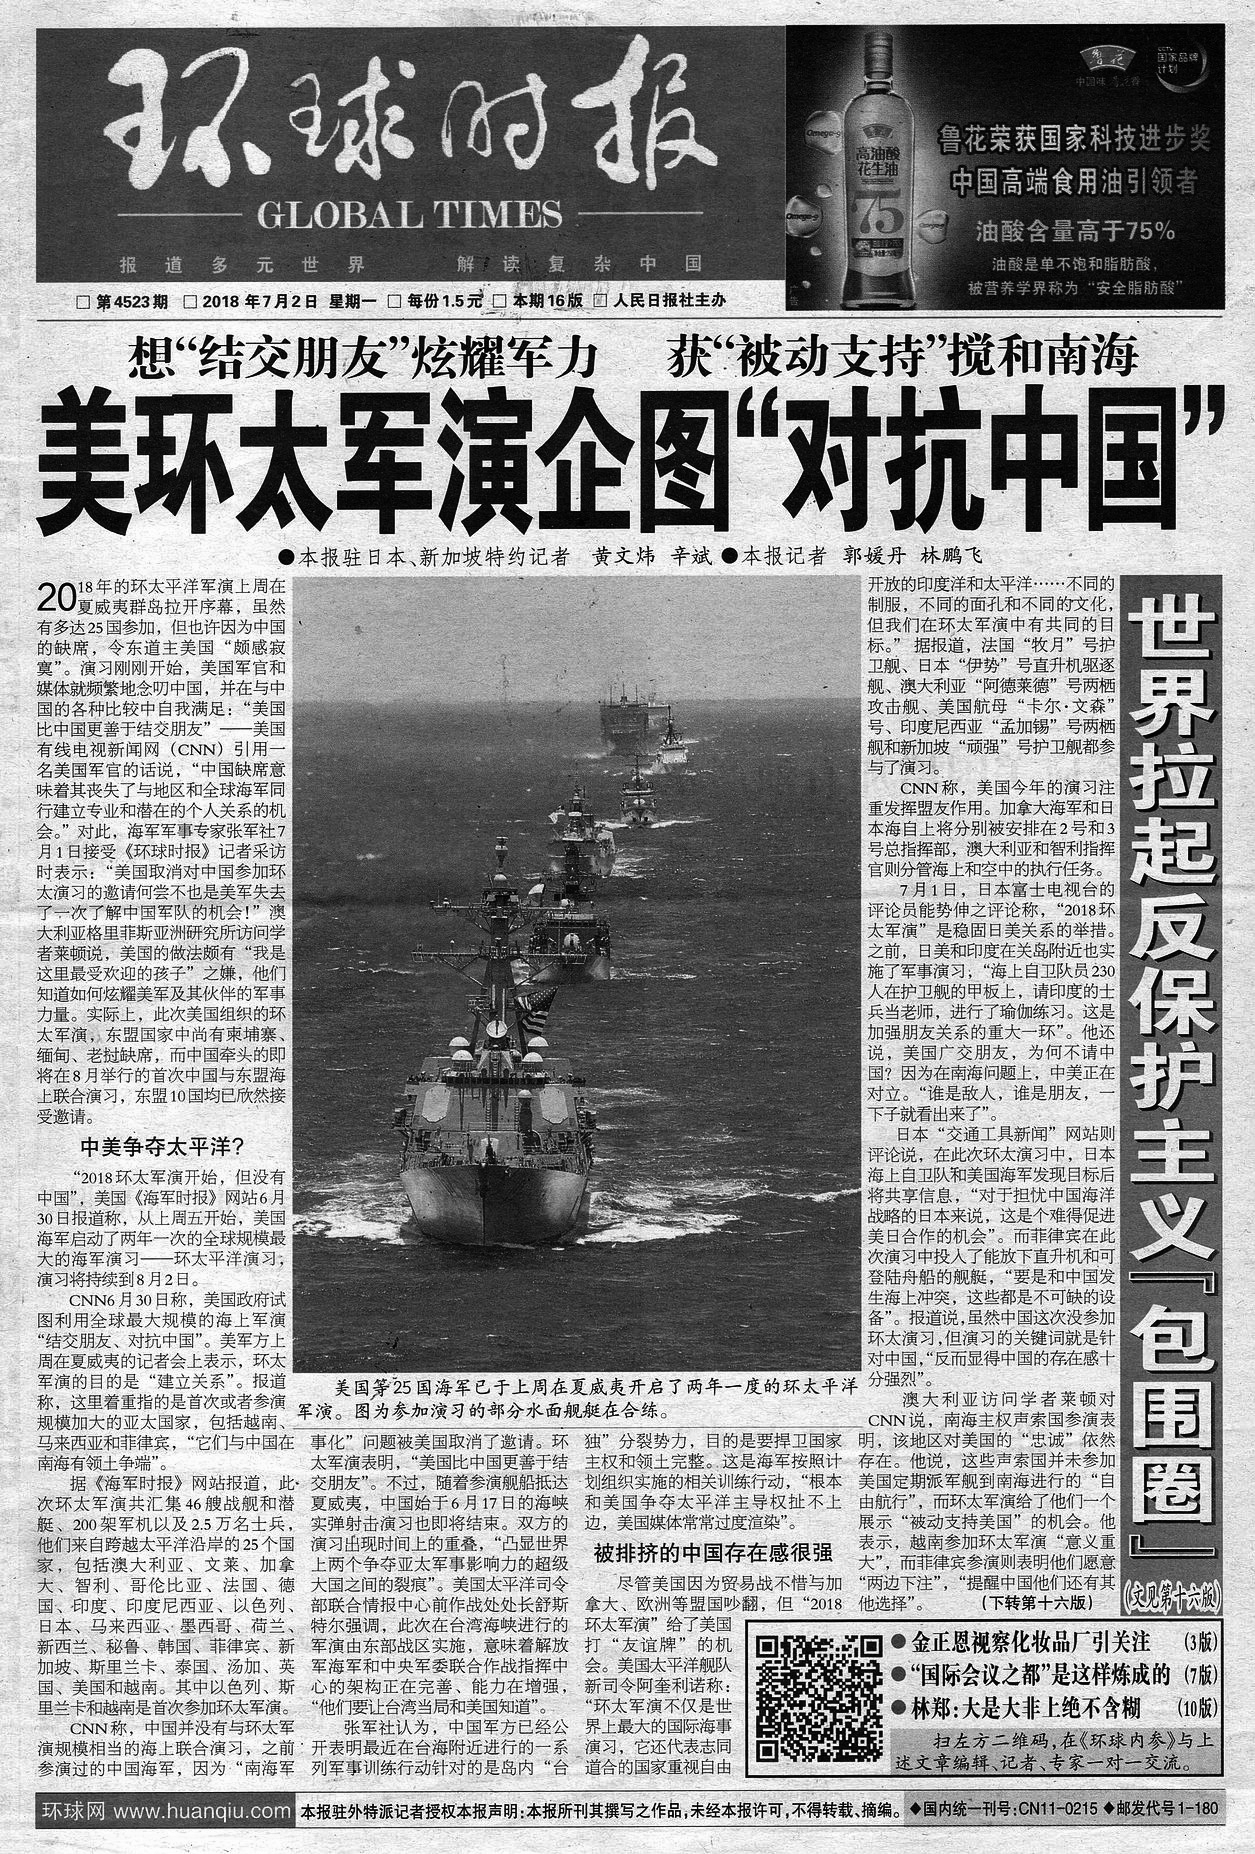 环球时报
GLOBAL TIMES
报道多元世界 解读复杂中国
鲁花
中国味 鲁花香
CCTV
国家品牌
计划
Omega-9
高油酸
花生油
75
Omega-9
Omega-9
鲁花荣获国家科技进步奖
中国高端食用油引领者
油酸含量高于75%
油酸是单不饱和脂肪酸，
被营养学界称为“安全脂肪酸”
广告
□第4523期 □2018年7月2日 星期一 □每份1.5元 □本期16版 □人民日报社主办
想“结交朋友”炫耀军力 获“被动支持”搅和南海
美环太军演企图“对抗中国”
●本报驻日本、新加坡特约记者 黄文炜 辛斌 ●本报记者 郭媛丹 林鹏飞
2018年的环太平洋军演上周在
夏威夷群岛拉开序幕，虽然
有多达25国参加，但也许因为中国
的缺席，令东道主美国“颇感寂
寞”。演习刚刚开始，美国军官和
媒体就频繁地念叨中国，并在与中
国的各种比较中自我满足：“美国
比中国更善于结交朋友”——美国
有线电视新闻网（CNN）引用一
名美国军官的话说，“中国缺席意
味着其丧失了与地区和全球海军同
行建立专业和潜在的个人关系的机
会。”对此，海军军事专家张军社7
月1日接受《环球时报》记者采访
时表示：“美国取消对中国参加环
太演习的邀请何尝不也是美军失去
了一次了解中国军队的机会！”澳
大利亚格里菲斯亚洲研究所访问学
者莱顿说，美国的做法颇有“我是
这里最受欢迎的孩子”之嫌，他们
知道如何炫耀美军及其伙伴的军事
力量。实际上，此次美国组织的环
太军演，东盟国家中尚有柬埔寨、
缅甸、老挝缺席，而中国牵头的即
将在8月举行的首次中国与东盟海
上联合演习，东盟10国均已欣然接
受邀请。
中美争夺太平洋？
“2018环太军演开始，但没有
中国”，美国《海军时报》网站6月
30日报道称，从上周五开始，美国
海军启动了两年一次的全球规模最
大的海军演习——环太平洋演习，
演习将持续到8月2日。
CNN6月30日称，美国政府试
图利用全球最大规模的海上军演
“结交朋友、对抗中国”。美军方上
周在夏威夷的记者会上表示，环太
军演的目的是“建立关系”。报道
称，这里着重指的是首次或者参演
规模加大的亚太国家，包括越南、
马来西亚和菲律宾，“它们与中国在
南海有领土争端”。
据《海军时报》网站报道，此
次环太军演共汇集46艘战舰和潜
艇、200架军机以及2.5万名士兵，
他们来自跨越太平洋沿岸的25个国
家，包括澳大利亚、文莱、加拿
大、智利、哥伦比亚、法国、德
国、印度、印度尼西亚、以色列、
日本、马来西亚、墨西哥、荷兰、
新西兰、秘鲁、韩国、菲律宾、新
加坡、斯里兰卡、泰国、汤加、英
国、美国和越南。其中以色列、斯
里兰卡和越南是首次参加环太军演。
CNN称，中国并没有与环太军
演规模相当的海上联合演习，之前
参演过的中国海军，因为“南海军
美国等25国海军已于上周在夏威夷开启了两年一度的环太平洋
军演。图为参加演习的部分水面舰艇在合练。
事化”问题被美国取消了邀请。环
太军演表明，“美国比中国更善于结
交朋友”。不过，随着参演舰船抵达
夏威夷，中国始于6月17日的海峡
实弹射击演习也即将结束。双方的
演习出现时间上的重叠，“凸显世界
上两个争夺亚太军事影响力的超级
大国之间的裂痕”。美国太平洋司令
部联合情报中心前作战处处长舒斯
特尔强调，此次在台湾海峡进行的
军演由东部战区实施，意味着解放
军海军和中央军委联合作战指挥中
心的架构正在完善、能力在增强，
“他们要让台湾当局和美国知道”。
张军社认为，中国军方已经公
开表明最近在台海附近进行的一系
列军事训练行动针对的是岛内“台
独”分裂势力，目的是要捍卫国家
主权和领土完整。这是海军按照计
划组织实施的相关训练行动，“根本
和美国争夺太平洋主导权扯不上
边，美国媒体常常过度渲染”。
被排挤的中国存在感很强
尽管美国因为贸易战不惜与加
拿大、欧洲等盟国吵翻，但“2018
环太军演”给了美国
打“友谊牌”的机
会。美国太平洋舰队
新司令阿奎利诺称：
“环太军演不仅是世
界上最大的国际海事
演习，它还代表志同
道合的国家重视自由
开放的印度洋和太平洋……不同的
制服，不同的面孔和不同的文化，
但我们在环太军演中有共同的目
标。”据报道，法国“牧月”号护
卫舰、日本“伊势”号直升机驱逐
舰、澳大利亚“阿德莱德”号两栖
攻击舰、美国航母“卡尔·文森”
号、印度尼西亚“孟加锡”号两栖
舰和新加坡“顽强”号护卫舰都参
与了演习。
CNN称，美国今年的演习注
重发挥盟友作用。加拿大海军和日
本海自上将分别被安排在2号和3
号总指挥部，澳大利亚和智利指挥
官则分管海上和空中的执行任务。
7月1日，日本富士电视台的
评论员能势伸之评论称，“2018环
太军演”是稳固日美关系的举措。
之前，日美和印度在关岛附近也实
施了军事演习，“海上自卫队员230
人在护卫舰的甲板上，请印度的士
兵当老师，进行了瑜伽练习。这是
加强朋友关系的重大一环”。他还
说，美国广交朋友，为何不请中
国？因为在南海问题上，中美正在
对立。“谁是敌人，谁是朋友，一
下子就看出来了”。
日本“交通工具新闻”网站则
评论说，在此次环太演习中，日本
海上自卫队和美国海军发现目标后
将共享信息，“对于担忧中国海洋
战略的日本来说，这是个难得促进
美日合作的机会”。而菲律宾在此
次演习中投入了能放下直升机和可
登陆舟船的舰艇，“要是和中国发
生海上冲突，这些都是不可缺的设
备”。报道说，虽然中国这次没参加
环太演习，但演习的关键词就是针
对中国，“反而显得中国的存在感十
分强烈”。
澳大利亚访问学者莱顿对
CNN说，南海主权声索国参演表
明，该地区对美国的“忠诚”依然
存在。他说，这些声索国并未参加
美国定期派军舰到南海进行的“自
由航行”，而环太军演给了他们一个
展示“被动支持美国”的机会。他
表示，越南参加环太军演“意义重
大”，而菲律宾参演则表明他们愿意
“两边下注”，“提醒中国他们还有其
他选择”。 （下转第十六版）
世界拉起反保护主义『包围圈』
(文见第十六版)
●金正恩视察化妆品厂引关注 (3版)
●“国际会议之都”是这样炼成的 (7版)
●林郑：大是大非上绝不含糊 (10版)
扫左方二维码，在《环球内参》与上
述文章编辑、记者、专家一对一交流。
环球网 www.huanqiu.com 本报驻外特派记者授权本报声明：本报所刊其撰写之作品，未经本报许可，不得转载、摘编。 ◆国内统一刊号：CN11-0215 ◆邮发代号1-180